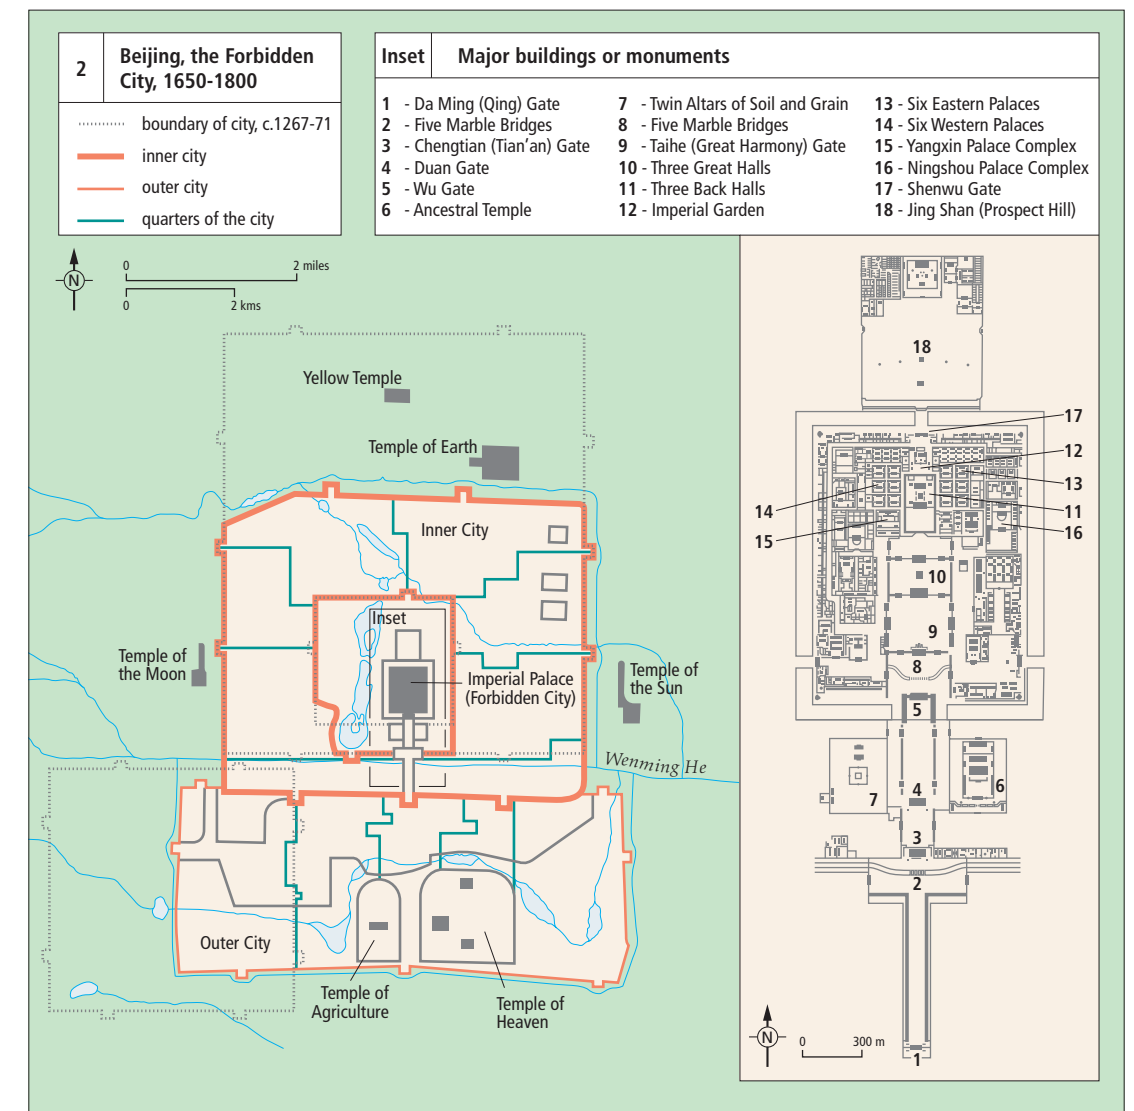 2
Beijing, the Forbidden
City, 1650-1800
boundary of city, c.1267-71
inner city
outer city
quarters of the city
Inset
Major buildings or monuments
1 - Da Ming (Qing) Gate
2 - Five Marble Bridges
3 - Chengtian (Tian’an) Gate
4 - Duan Gate
5 - Wu Gate
6 - Ancestral Temple
7 - Twin Altars of Soil and Grain
8 - Five Marble Bridges
9 - Taihe (Great Harmony) Gate
10 - Three Great Halls
11 - Three Back Halls
12 - Imperial Garden
13 - Six Eastern Palaces
14 - Six Western Palaces
15 - Yangxin Palace Complex
16 - Ningshou Palace Complex
17 - Shenwu Gate
18 - Jing Shan (Prospect Hill)
N
0 2 miles
0 2 kms
Yellow Temple
Temple of Earth
Inner City
Inset
Temple of
the Moon
Imperial Palace
(Forbidden City)
Temple of
the Sun
Wenming He
Outer City
Temple of
Agriculture
Temple of
Heaven
18
17
12
13
14
11
15
16
10
9
8
5
7
4
6
3
2
1
N
0 300 m